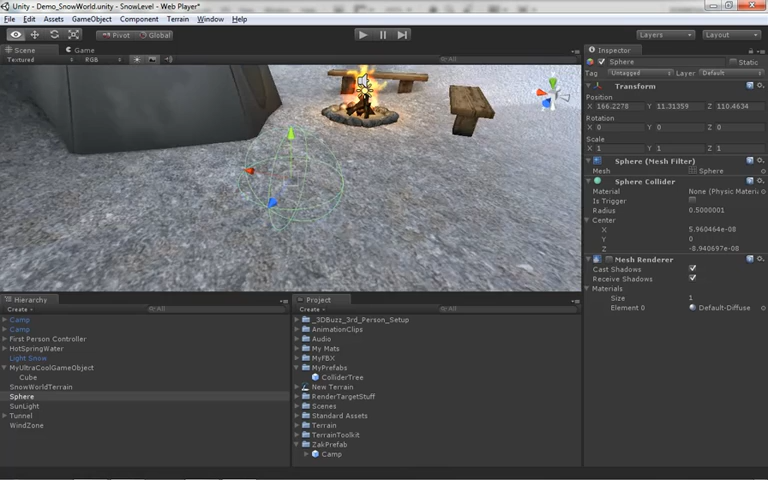 Unity - Demo_SnowWorld.unity - SnowLevel - Web Player*
File Edit Assets GameObject Component Terrain Window Help
Pivot Global Layers Layout
Scene Game
Textured RGB All
Inspector
Sphere Static
Tag Untagged Layer Default
Transform
Position
X 166.2278 Y 11.31359 Z 110.4634
Rotation
X 0 Y 0 Z 0
Scale
X 1 Y 1 Z 1
Sphere (Mesh Filter)
Mesh Sphere
Sphere Collider
Material None (Physic Materi
Is Trigger
Radius 0.5000001
Center
X 5.960464e-08
Y 0
Z -8.940697e-08
Mesh Renderer
Cast Shadows
Receive Shadows
Materials
Size 1
Element 0 Default-Diffuse
Hierarchy
Create All
Camp
Camp
First Person Controller
HotSpringWater
Light Snow
MyUltraCoolGameObject
Cube
SnowWorldTerrain
Sphere
SunLight
Tunnel
WindZone
Project
Create All
_3DBuzz_3rd_Person_Setup
AnimationClips
Audio
My Mats
MyFBX
MyPrefabs
ColliderTree
New Terrain
RenderTargetStuff
Scenes
Standard Assets
Terrain
TerrainToolkit
ZakPrefab
Camp